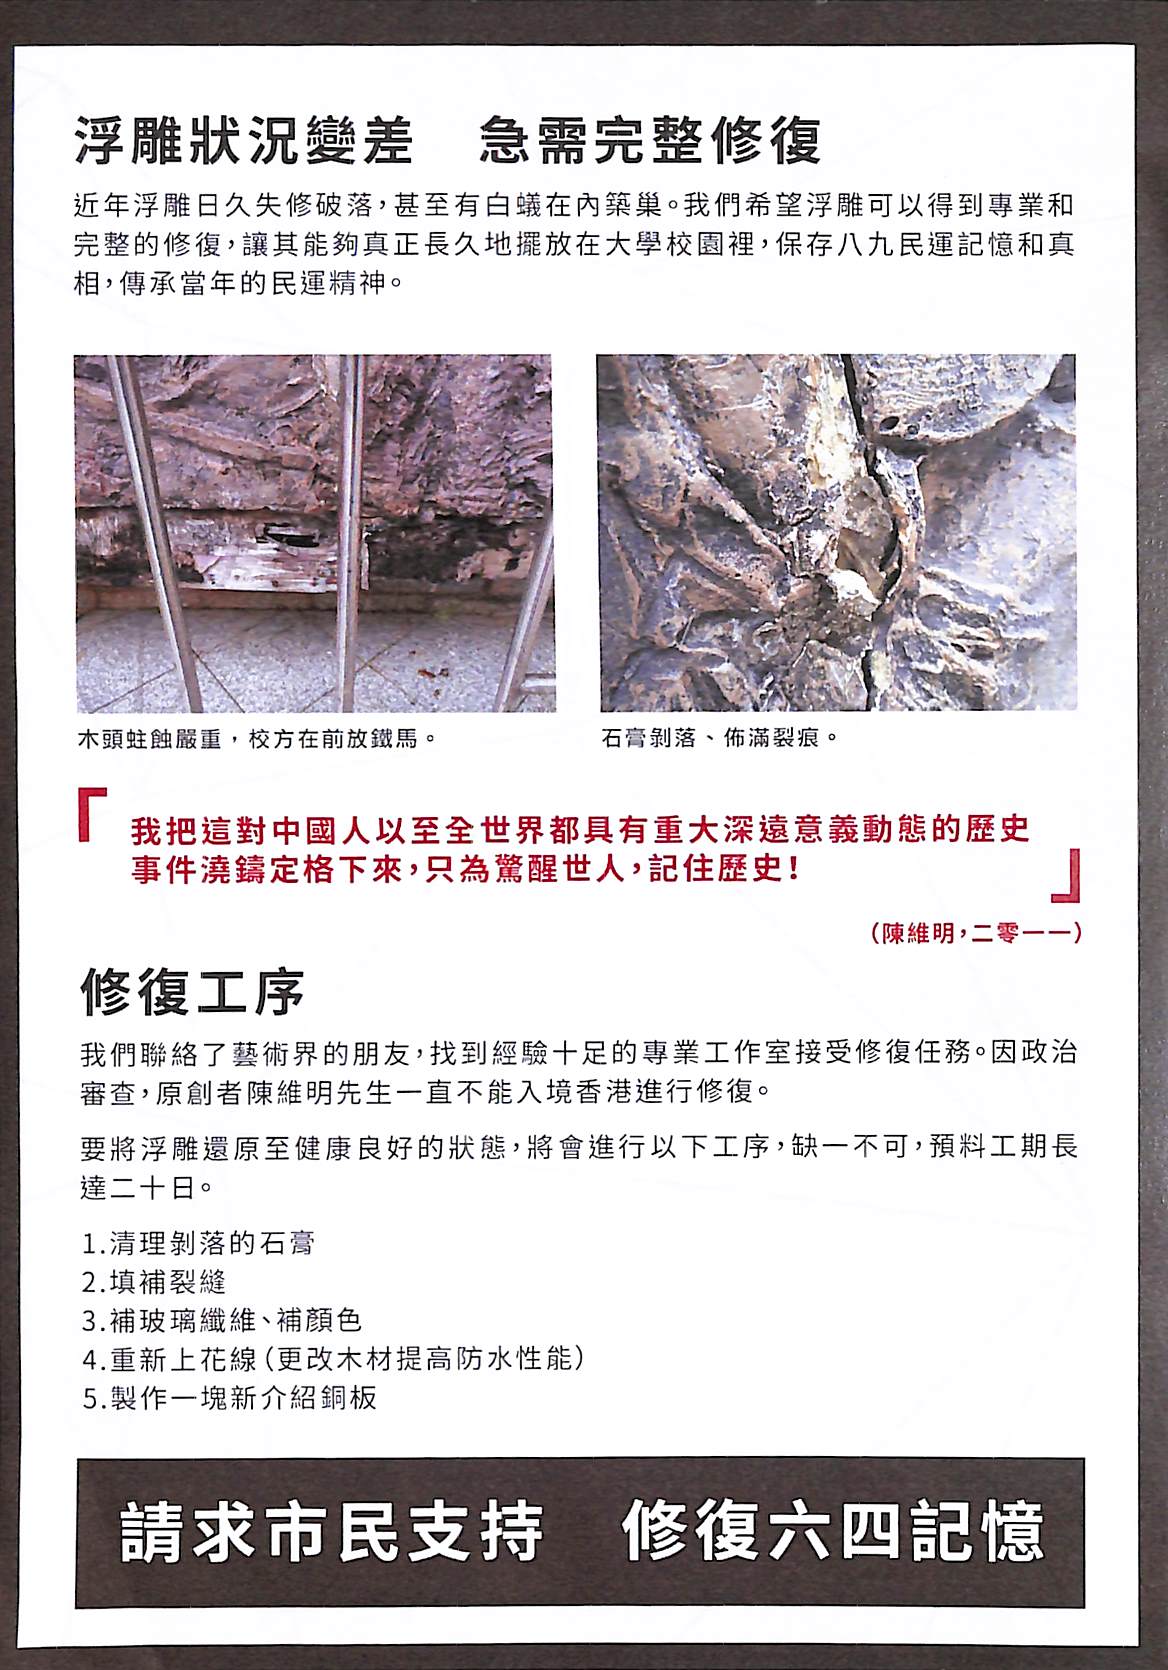 浮雕狀況變差　急需完整修復
近年浮雕日久失修破落，甚至有白蟻在內築巢。我們希望浮雕可以得到專業和
完整的修復，讓其能夠真正長久地擺放在大學校園裡，保存八九民運記憶和真
相，傳承當年的民運精神。
木頭蛀蝕嚴重，校方在前放鐵馬。
石膏剝落、佈滿裂痕。
「我把這對中國人以至全世界都具有重大深遠意義動態的歷史
事件澆鑄定格下來，只為驚醒世人，記住歷史！」
（陳維明，二零一一）
修復工序
我們聯絡了藝術界的朋友，找到經驗十足的專業工作室接受修復任務。因政治
審查，原創者陳維明先生一直不能入境香港進行修復。
要將浮雕還原至健康良好的狀態，將會進行以下工序，缺一不可，預料工期長
達二十日。
1.清理剝落的石膏
2.填補裂縫
3.補玻璃纖維、補顏色
4.重新上花線（更改木材提高防水性能）
5.製作一塊新介紹銅板
請求市民支持　修復六四記憶